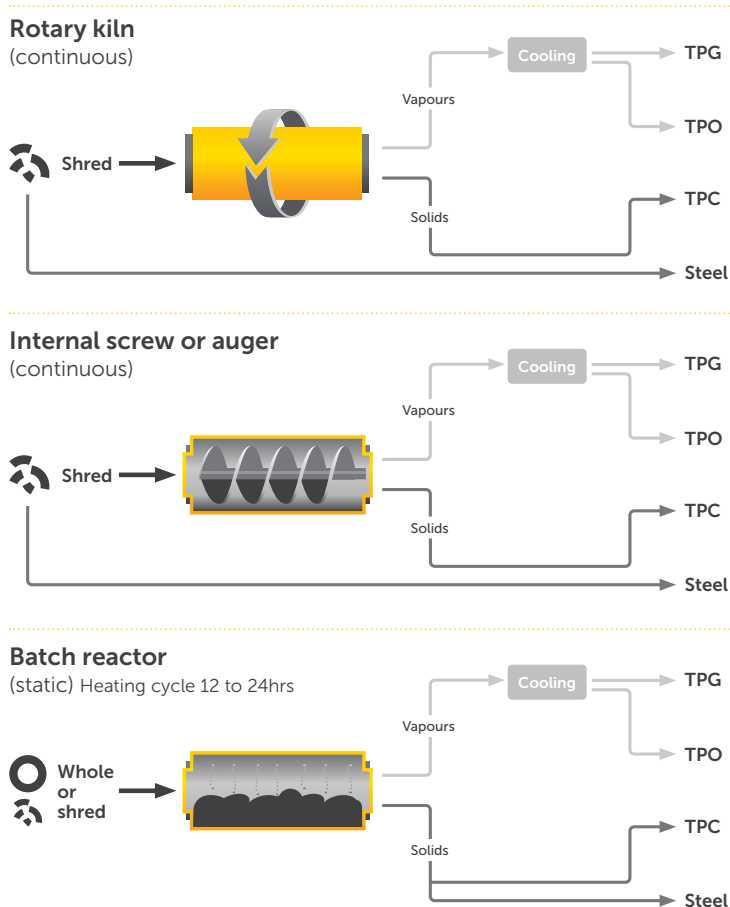 Rotary kiln
(continuous)
Cooling
TPG
Vapours
TPO
Shred
TPC
Solids
Steel
Internal screw or auger
(continuous)
Cooling
TPG
Vapours
TPO
Shred
TPC
Solids
Steel
Batch reactor
(static) Heating cycle 12 to 24hrs
Cooling
TPG
Vapours
TPO
Whole
or
shred
TPC
Solids
Steel